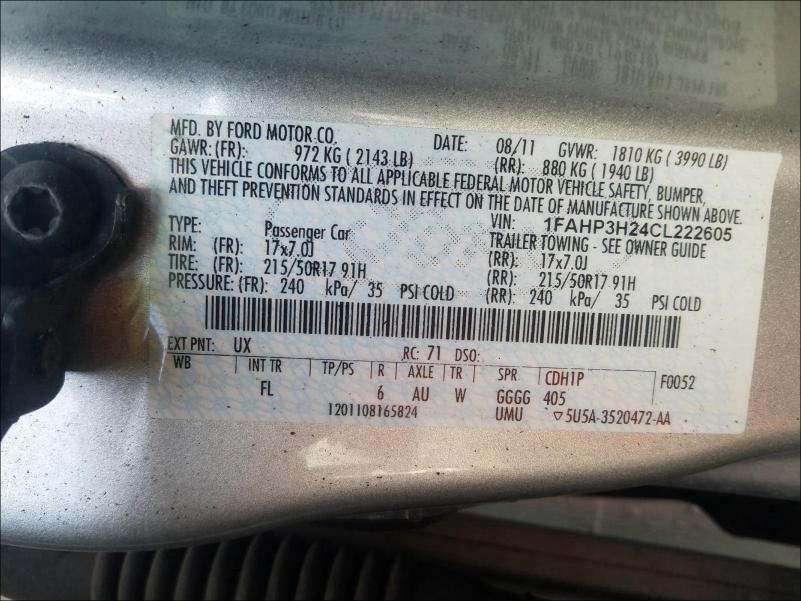 MFD. BY FORD MOTOR CO. DATE: 08/11 GVWR: 1810 KG ( 3990 LB)
GAWR: (FR): 972 KG ( 2143 LB) (RR): 880 KG ( 1940 LB)
THIS VEHICLE CONFORMS TO ALL APPLICABLE FEDERAL MOTOR VEHICLE SAFETY, BUMPER,
AND THEFT PREVENTION STANDARDS IN EFFECT ON THE DATE OF MANUFACTURE SHOWN ABOVE.
VIN: 1FAHP3H24CL222605
TYPE: Passenger Car TRAILER TOWING - SEE OWNER GUIDE
RIM: (FR): 17x7.0J (RR): 17x7.0J
TIRE: (FR): 215/50R17 91H (RR): 215/50R17 91H
PRESSURE: (FR): 240 kPa/ 35 PSI COLD (RR): 240 kPa/ 35 PSI COLD
EXT PNT: UX RC: 71 DSO:
WB INT TR TP/PS R AXLE TR SPR CDH1P F0052
FL 6 AU W GGGG 405
1201108165824 UMU ▽5U5A-3520472-AA